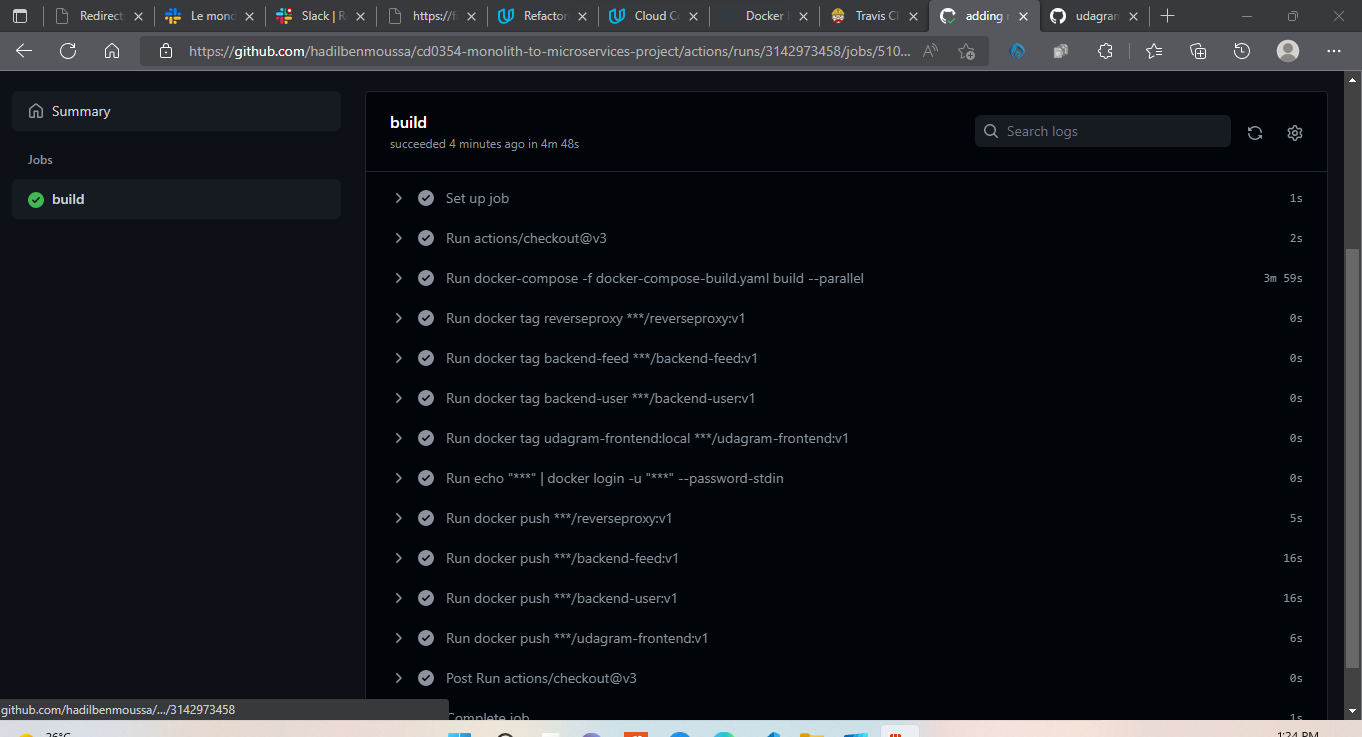 Redirect
Le mon
Slack | R
https://f
Refactor
Cloud C
Docker
Travis CI
adding
udagran
https://github.com/hadilbenmoussa/cd0354-monolith-to-microservices-project/actions/runs/3142973458/jobs/510...
Summary
build
Search logs
succeeded 4 minutes ago in 4m 48s
Jobs
build
Set up job 1s
Run actions/checkout@v3 2s
Run docker-compose -f docker-compose-build.yaml build --parallel 3m 59s
Run docker tag reverseproxy ***/reverseproxy:v1 0s
Run docker tag backend-feed ***/backend-feed:v1 0s
Run docker tag backend-user ***/backend-user:v1 0s
Run docker tag udagram-frontend:local ***/udagram-frontend:v1 0s
Run echo "***" | docker login -u "***" --password-stdin 0s
Run docker push ***/reverseproxy:v1 5s
Run docker push ***/backend-feed:v1 16s
Run docker push ***/backend-user:v1 16s
Run docker push ***/udagram-frontend:v1 6s
Post Run actions/checkout@v3 0s
github.com/hadilbenmoussa/.../3142973458
Complete job 1s
26°C
1:24 PM